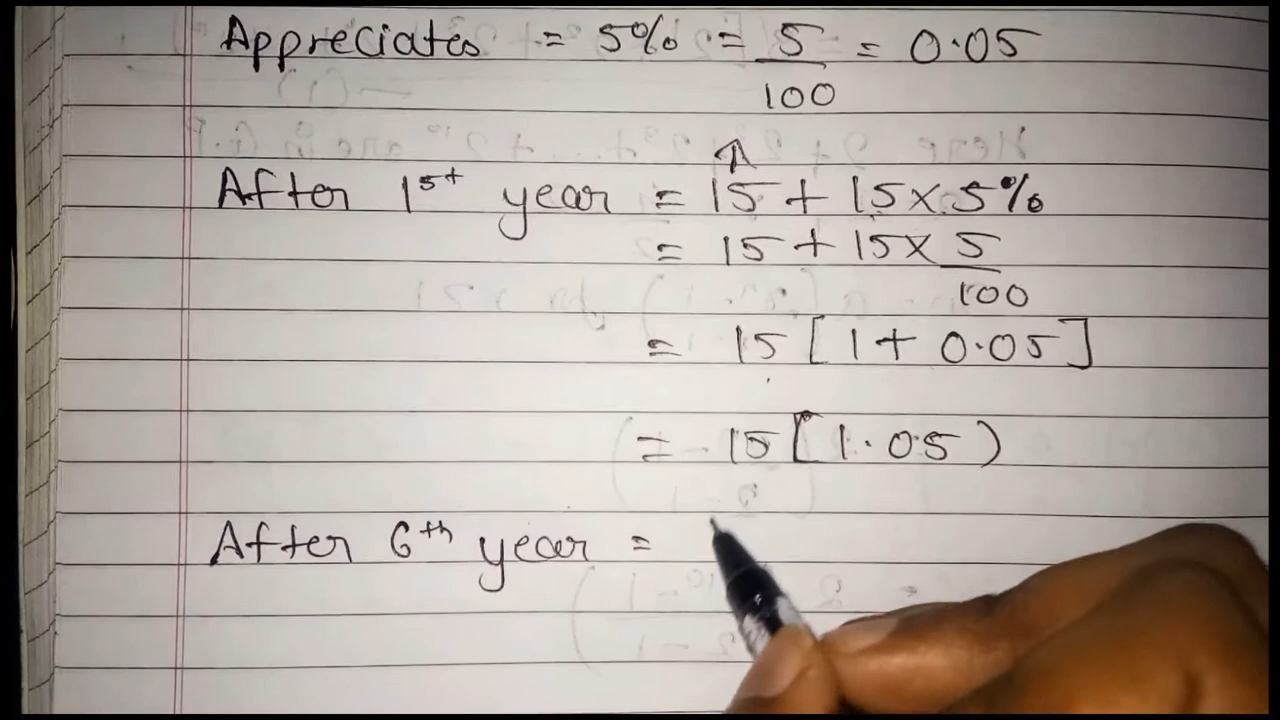 Appreciates = 5% = 5/100 = 0.05
After 1st year = 15 + 15 x 5%
= 15 + 15 x 5/100
= 15 [ 1 + 0.05 ]
= 15 [ 1.05 )
After 6th year =